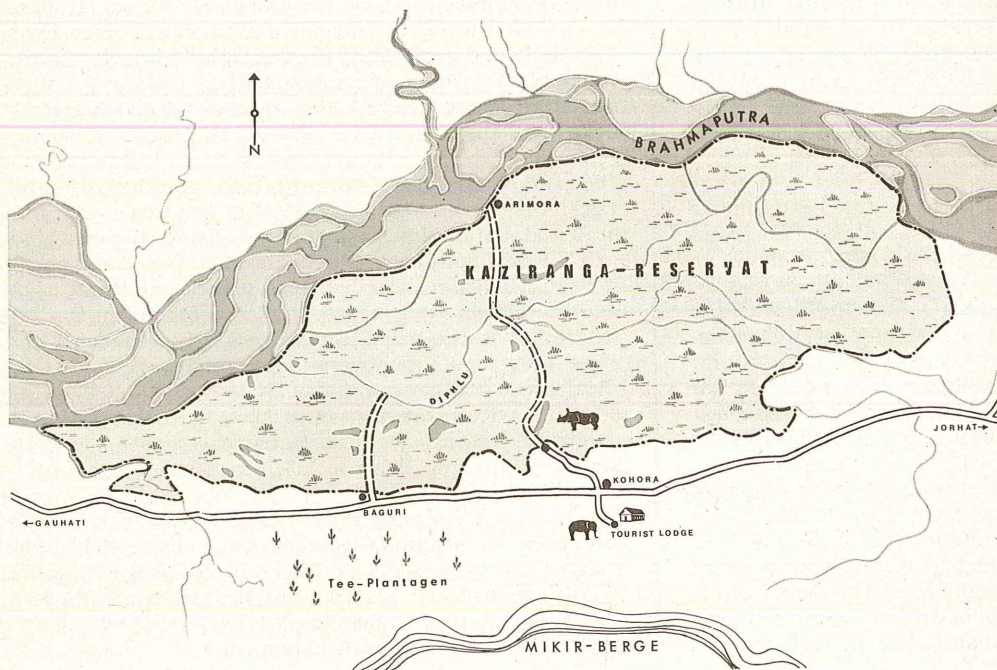 N
BRAHMAPUTRA
ARIMORA
KAZIRANGA-RESERVAT
DIPHLU
JORHAT→
KOHORA
BAGURI
←GAUHATI
TOURIST LODGE
Tee-Plantagen
MIKIR-BERGE